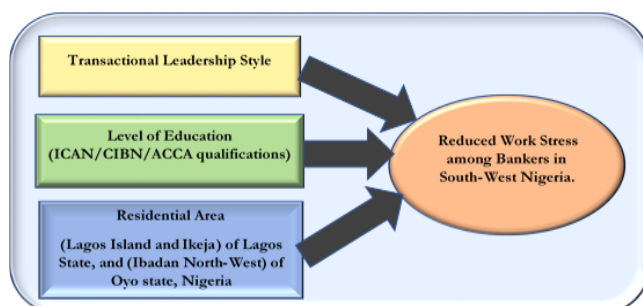 Transactional Leadership Style
Level of Education
(ICAN/CIBN/ACCA qualifications)
Residential Area
(Lagos Island and Ikeja) of Lagos
State, and (Ibadan North-West) of
Oyo state, Nigeria
Reduced Work Stress
among Bankers in
South-West Nigeria.